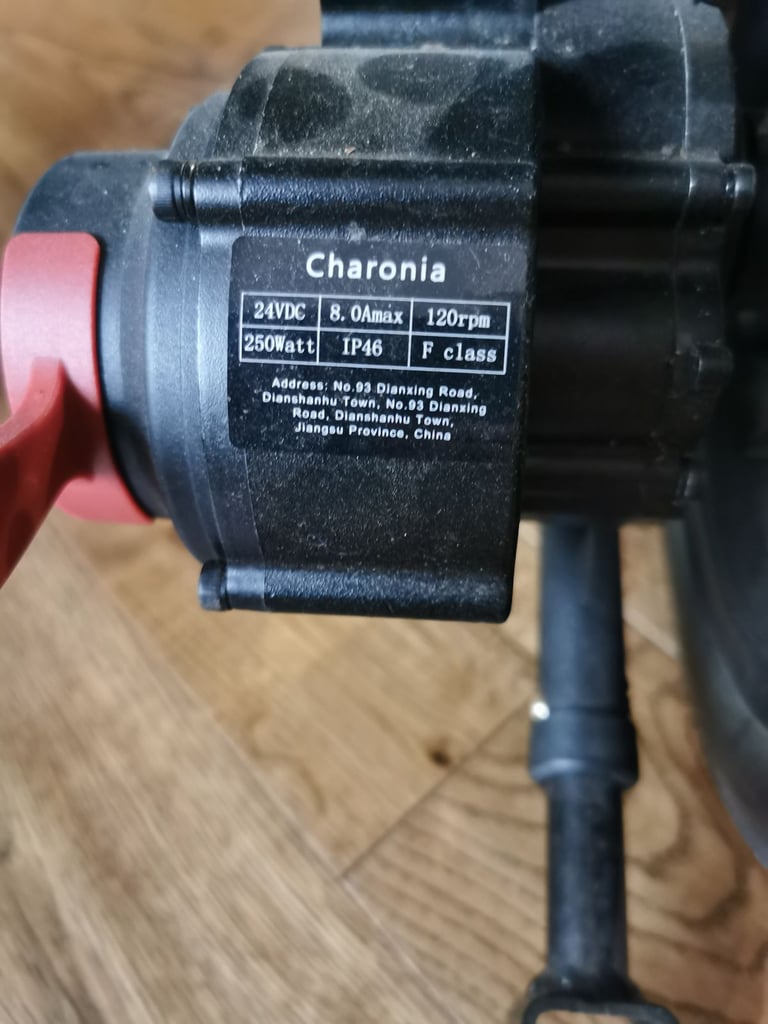 Charonia
24VDC 8.0Amax 120rpm
250Watt IP46 F class
Address: No.93 Dianxing Road,
Dianshanhu Town, No.93 Dianxing
Road, Dianshanhu Town,
Jiangsu Province, China